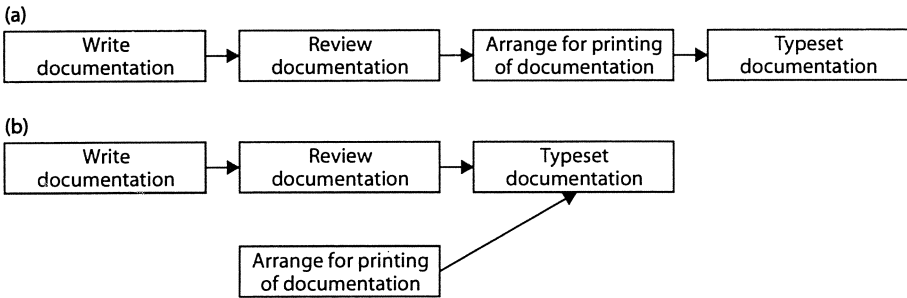 (a)
Write
documentation
Review
documentation
Arrange for printing
of documentation
Typeset
documentation
(b)
Write
documentation
Review
documentation
Typeset
documentation
Arrange for printing
of documentation